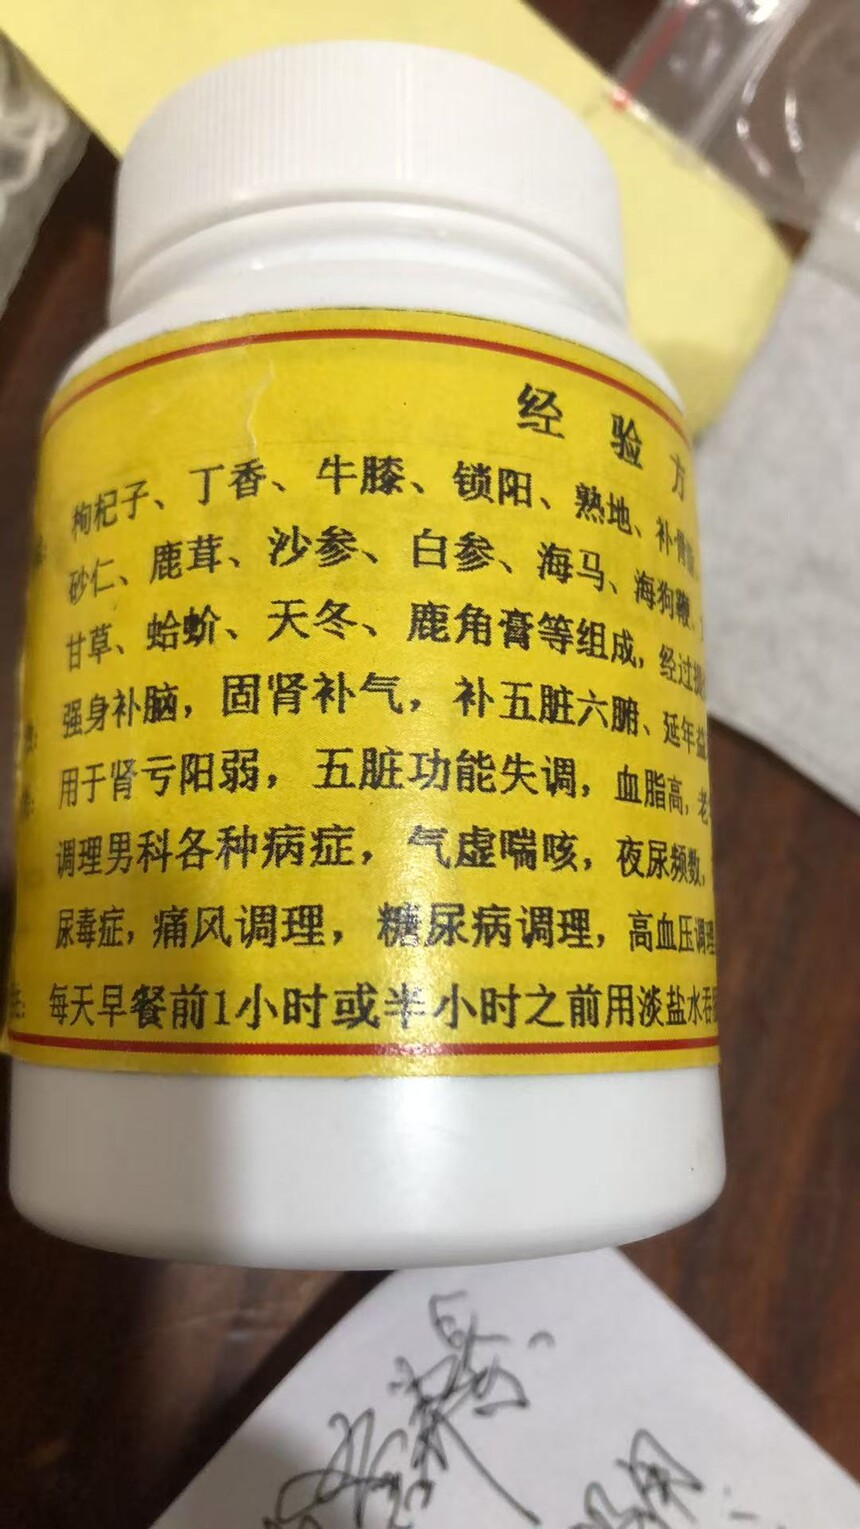 经验方
枸杞子、丁香、牛膝、锁阳、熟地、补骨
砂仁、鹿茸、沙参、白参、海马、海狗鞭、
甘草、蛤蚧、天冬、鹿角膏等组成，经过
强身补脑，固肾补气，补五脏六腑、延年益
用于肾亏阳弱，五脏功能失调，血脂高，老
调理男科各种病症，气虚喘咳，夜尿频数，
尿毒症，痛风调理，糖尿病调理，高血压调理
每天早餐前1小时或半小时之前用淡盐水吞